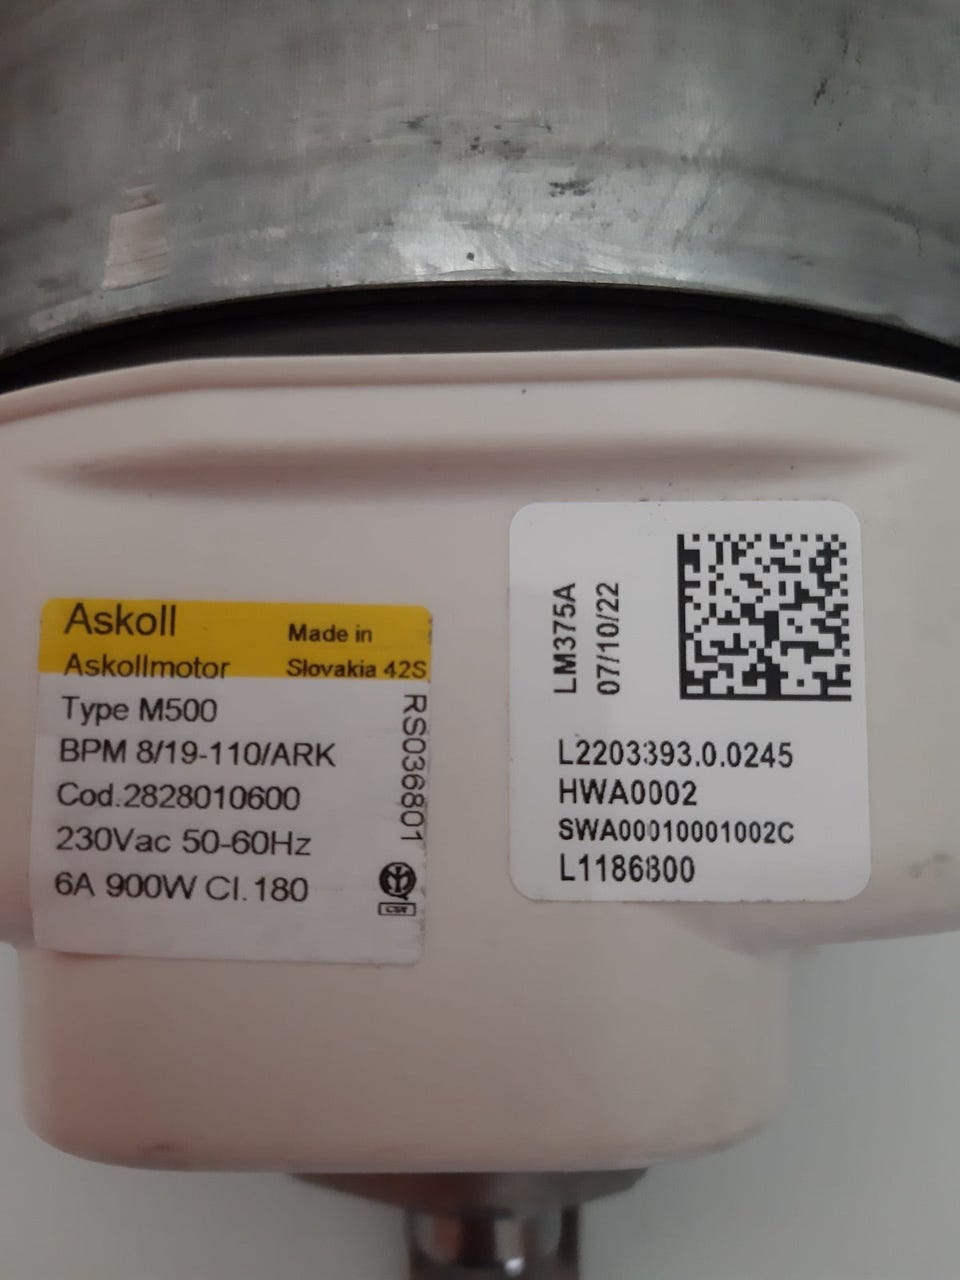 Askoll
Made in
Askollmotor
Slovakia 42S
Type M500
BPM 8/19-110/ARK
Cod.2828010600
230Vac 50-60Hz
6A 900W Cl.180
RS036801
LM375A
07/10/22
L2203393.0.0245
HWA0002
SWA00010001002C
L1186800